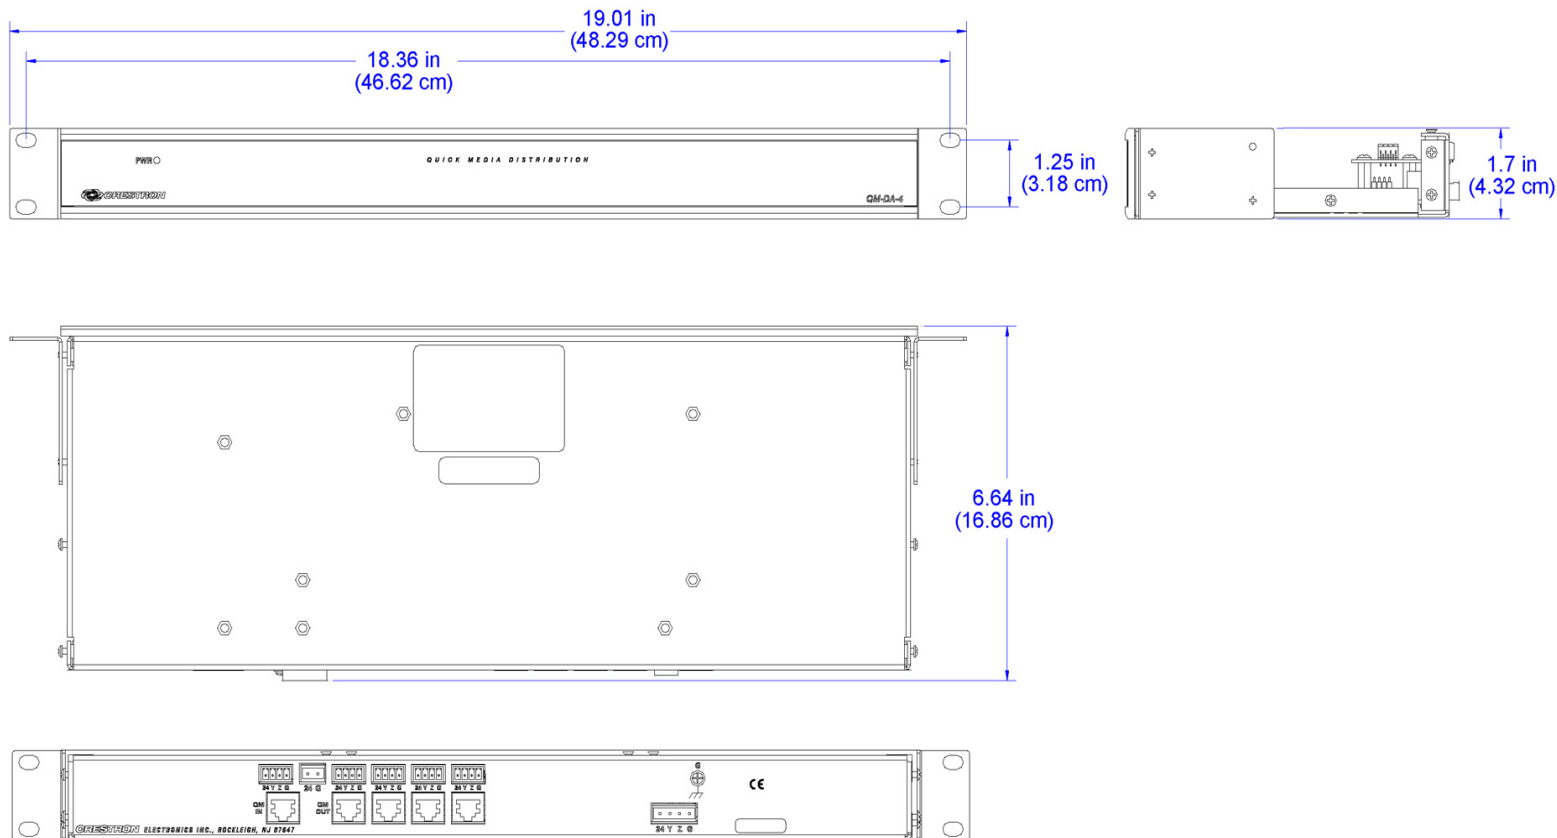 19.01 in
(48.29 cm)
18.36 in
(46.62 cm)
PWR
QUICK MEDIA DISTRIBUTION
CRESTRON
QM-DA-4
1.25 in
(3.18 cm)
1.7 in
(4.32 cm)
6.64 in
(16.86 cm)
G
CE
24 Y Z G
24 G
24 Y Z G
24 Y Z G
24 Y Z G
24 Y Z G
QM
IN
QM
OUT
24 Y Z G
CRESTRON ELECTRONICS INC., ROCKLEIGH, NJ 07647